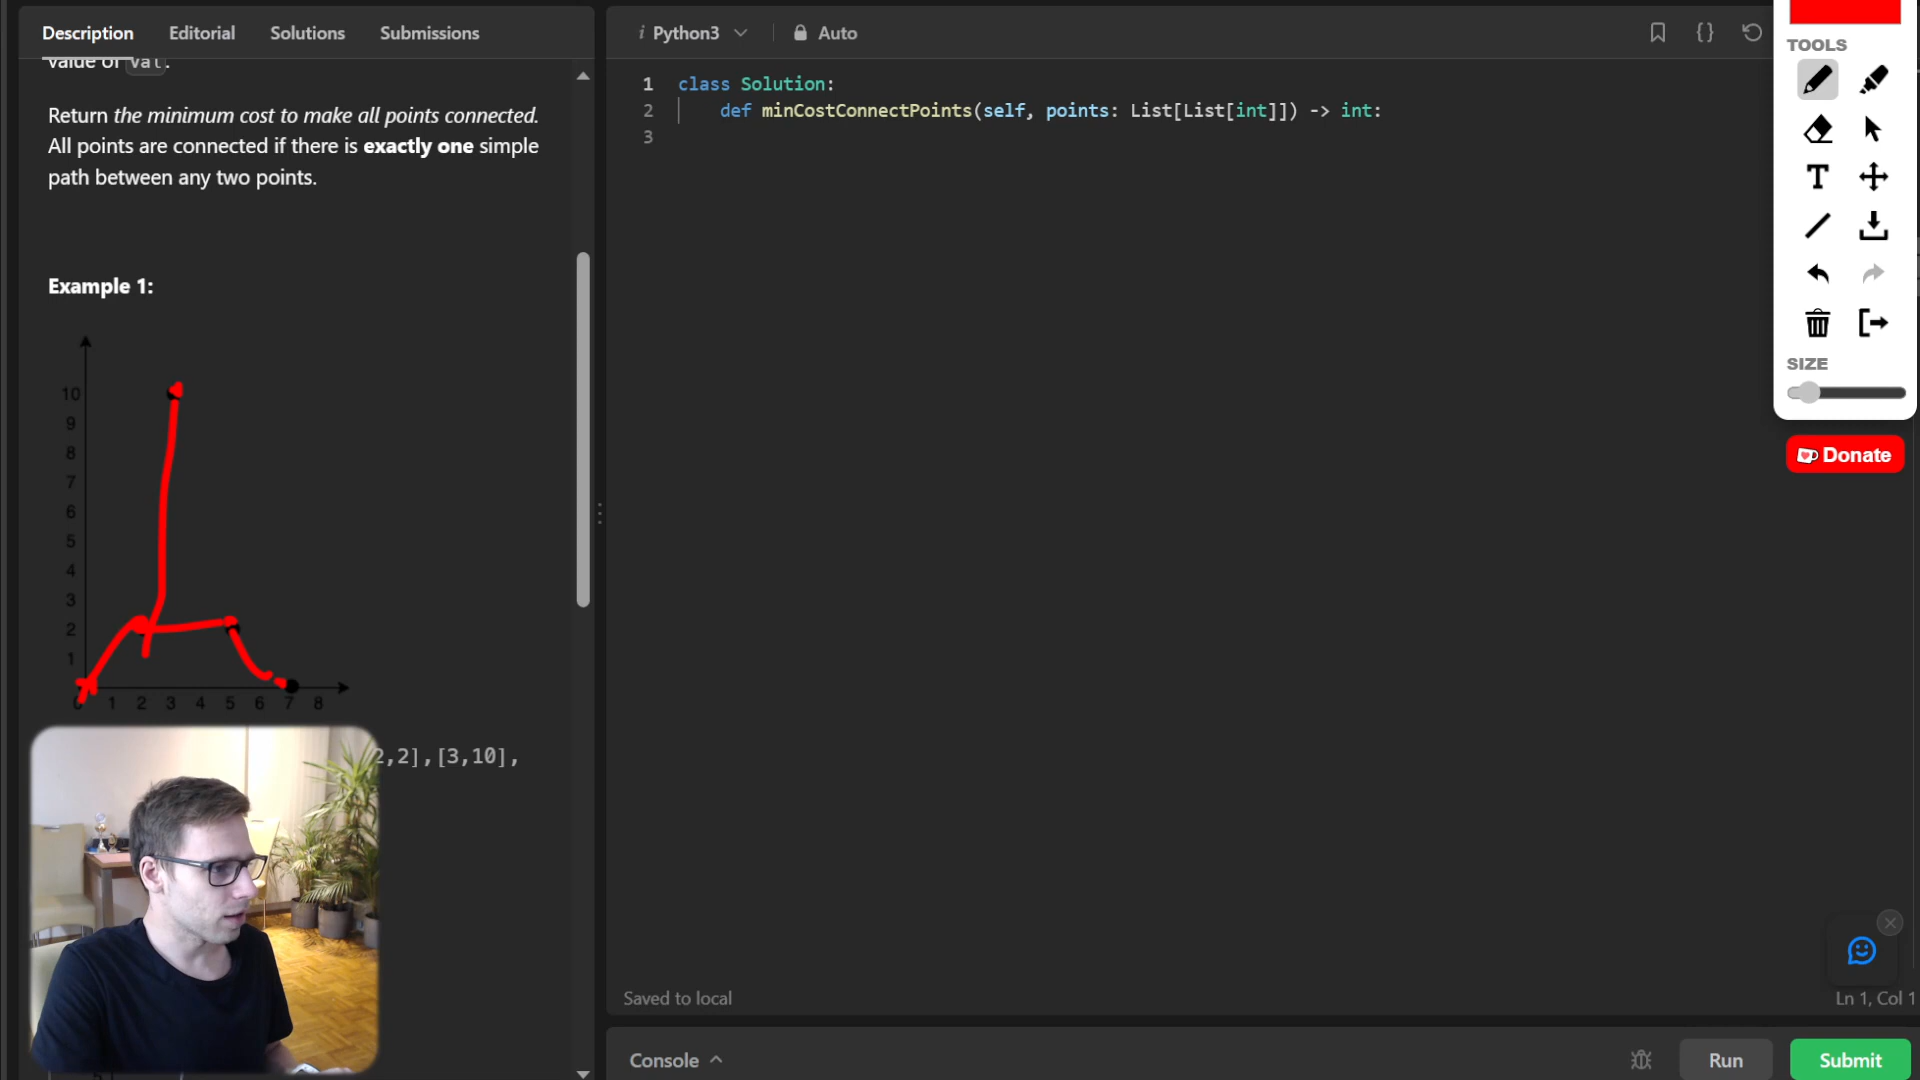 Description Editorial Solutions Submissions
value of val.
Return the minimum cost to make all points connected.
All points are connected if there is exactly one simple
path between any two points.
Example 1:
10
9
8
7
6
5
4
3
2
1
0 1 2 3 4 5 6 7 8
2,2],[3,10],
i Python3 Auto
1 class Solution:
2 def minCostConnectPoints(self, points: List[List[int]]) -> int:
3
Saved to local
Ln 1, Col 1
Console
Run
Submit
TOOLS
T
SIZE
Donate